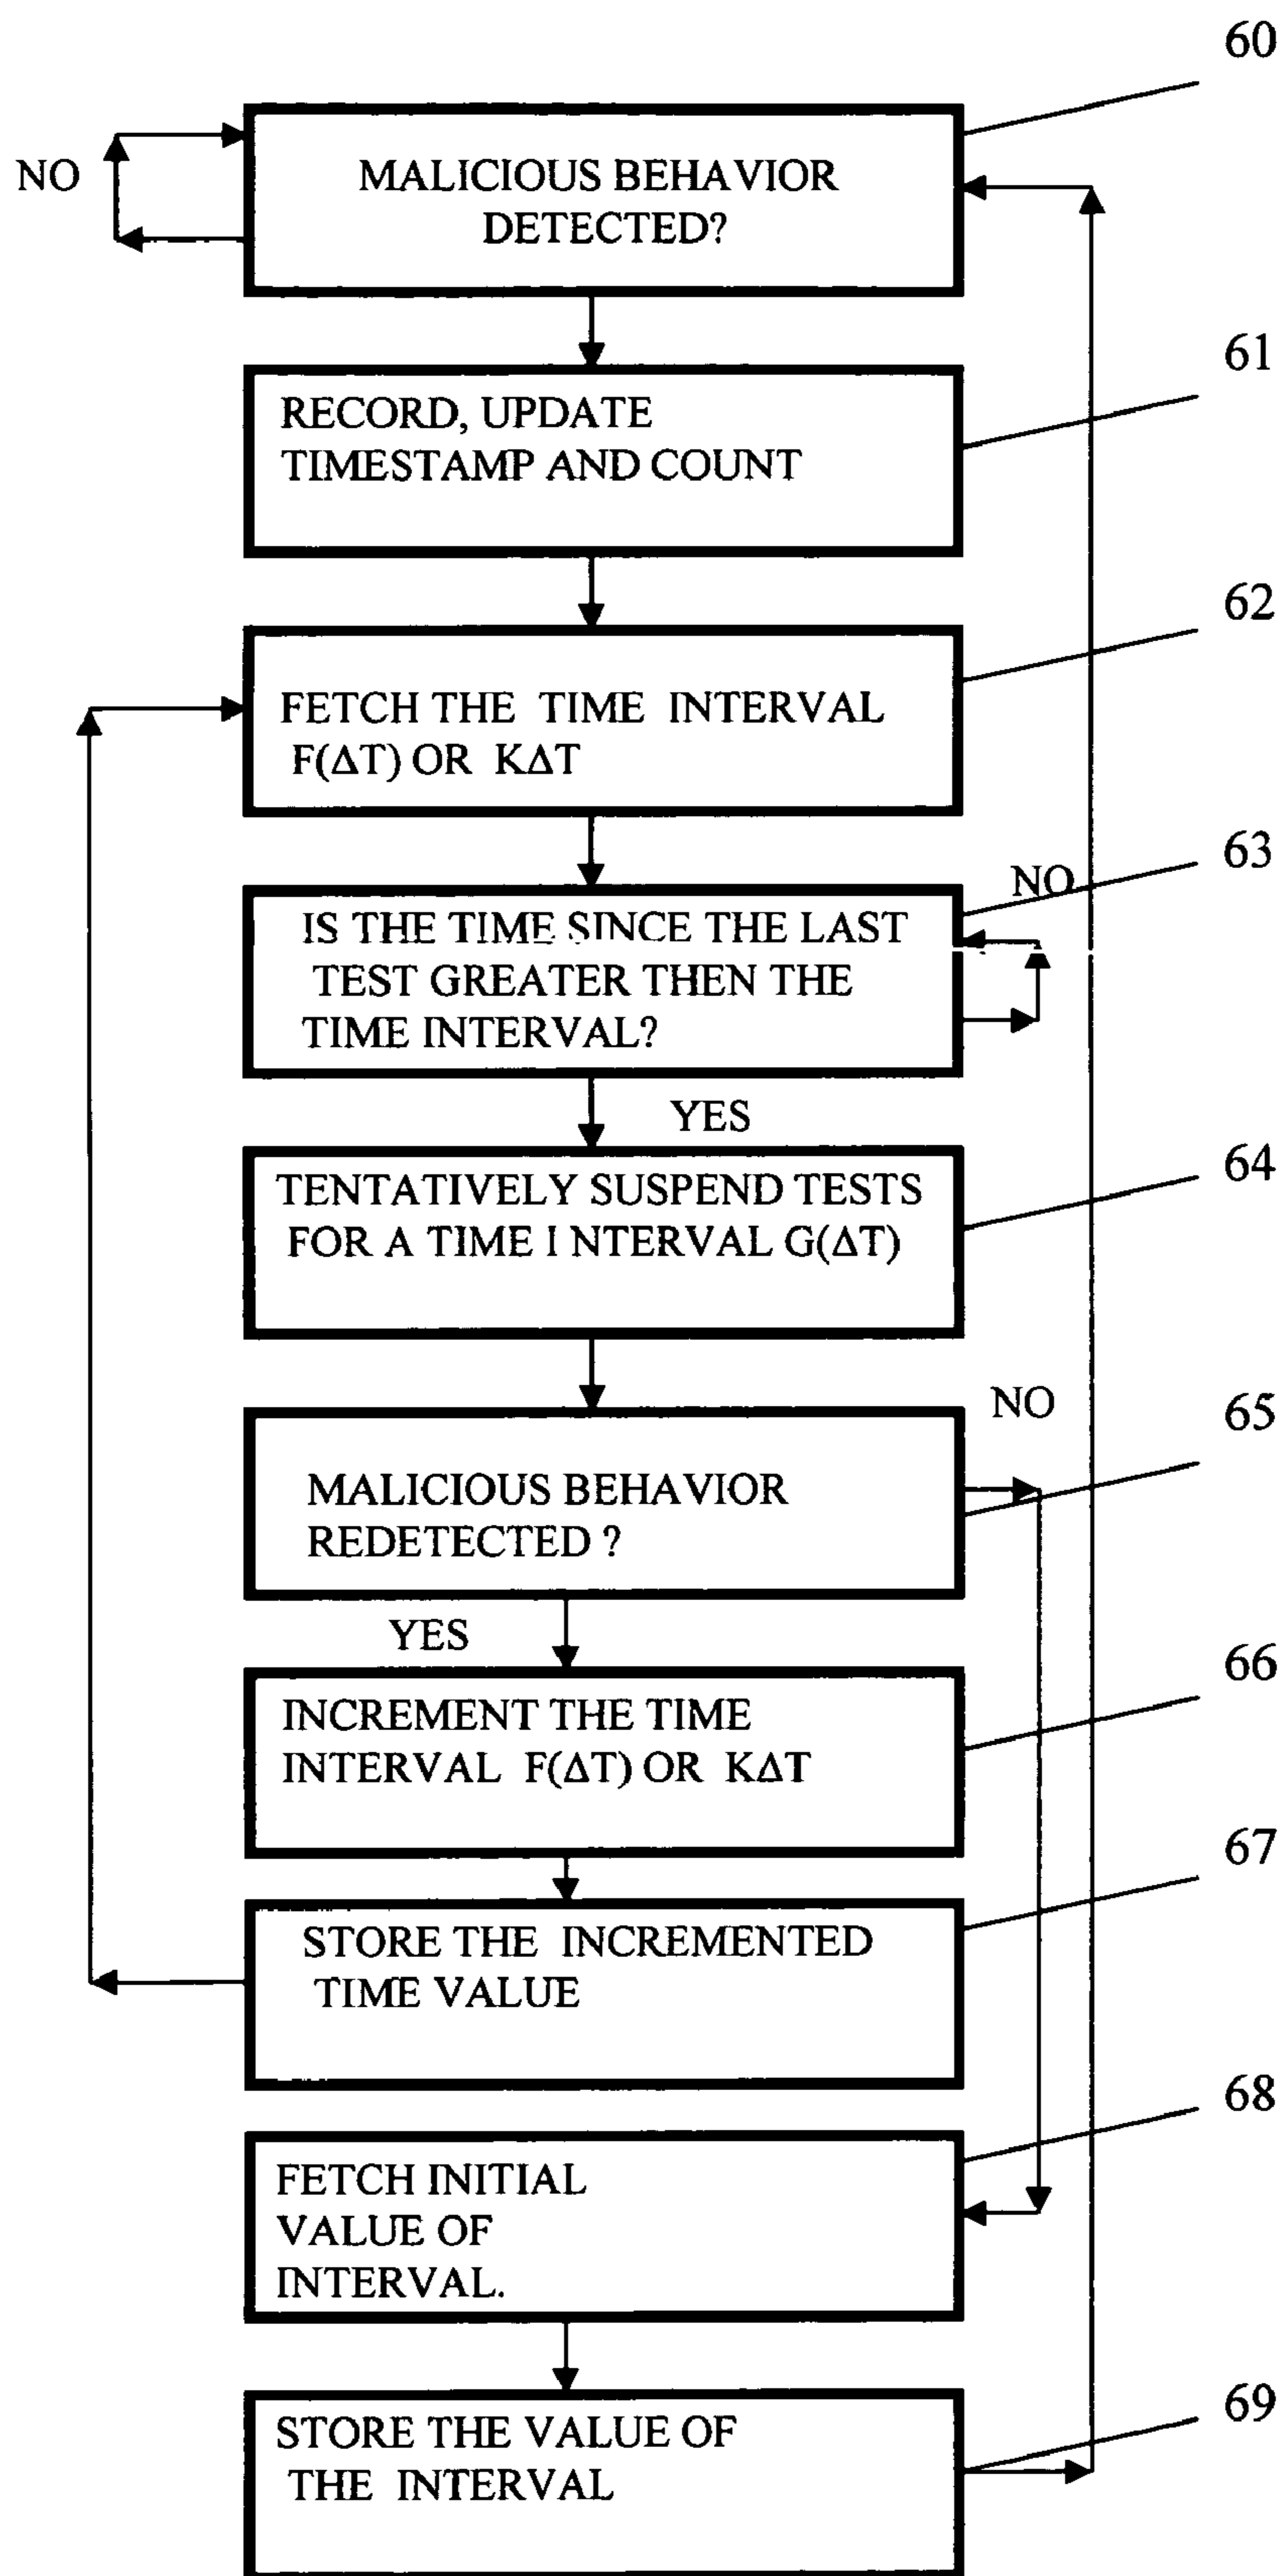 60
NO
MALICIOUS BEHAVIOR
DETECTED?
61
RECORD, UPDATE
TIMESTAMP AND COUNT
62
FETCH THE TIME INTERVAL
F(ΔT) OR KΔT
63
NO
IS THE TIME SINCE THE LAST
TEST GREATER THEN THE
TIME INTERVAL?
YES
64
TENTATIVELY SUSPEND TESTS
FOR A TIME I NTERVAL G(ΔT)
NO
65
MALICIOUS BEHAVIOR
REDETECTED ?
YES
66
INCREMENT THE TIME
INTERVAL F(ΔT) OR KΔT
67
STORE THE INCREMENTED
TIME VALUE
68
FETCH INITIAL
VALUE OF
INTERVAL.
69
STORE THE VALUE OF
THE INTERVAL